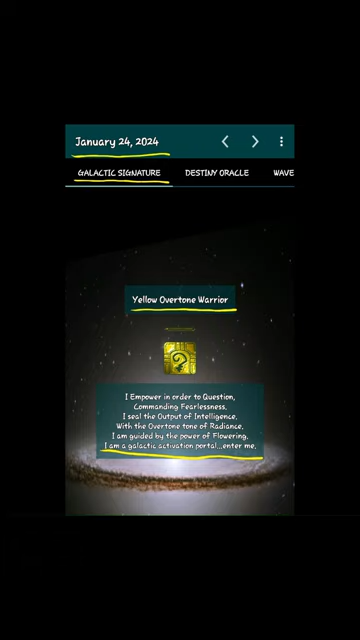 January 24, 2024
GALACTIC SIGNATURE
DESTINY ORACLE
WAVE
Yellow Overtone Warrior
I Empower in order to Question,
Commanding Fearlessness.
I seal the Output of Intelligence.
With the Overtone tone of Radiance.
I am guided by the power of Flowering.
I am a galactic activation portal...enter me.